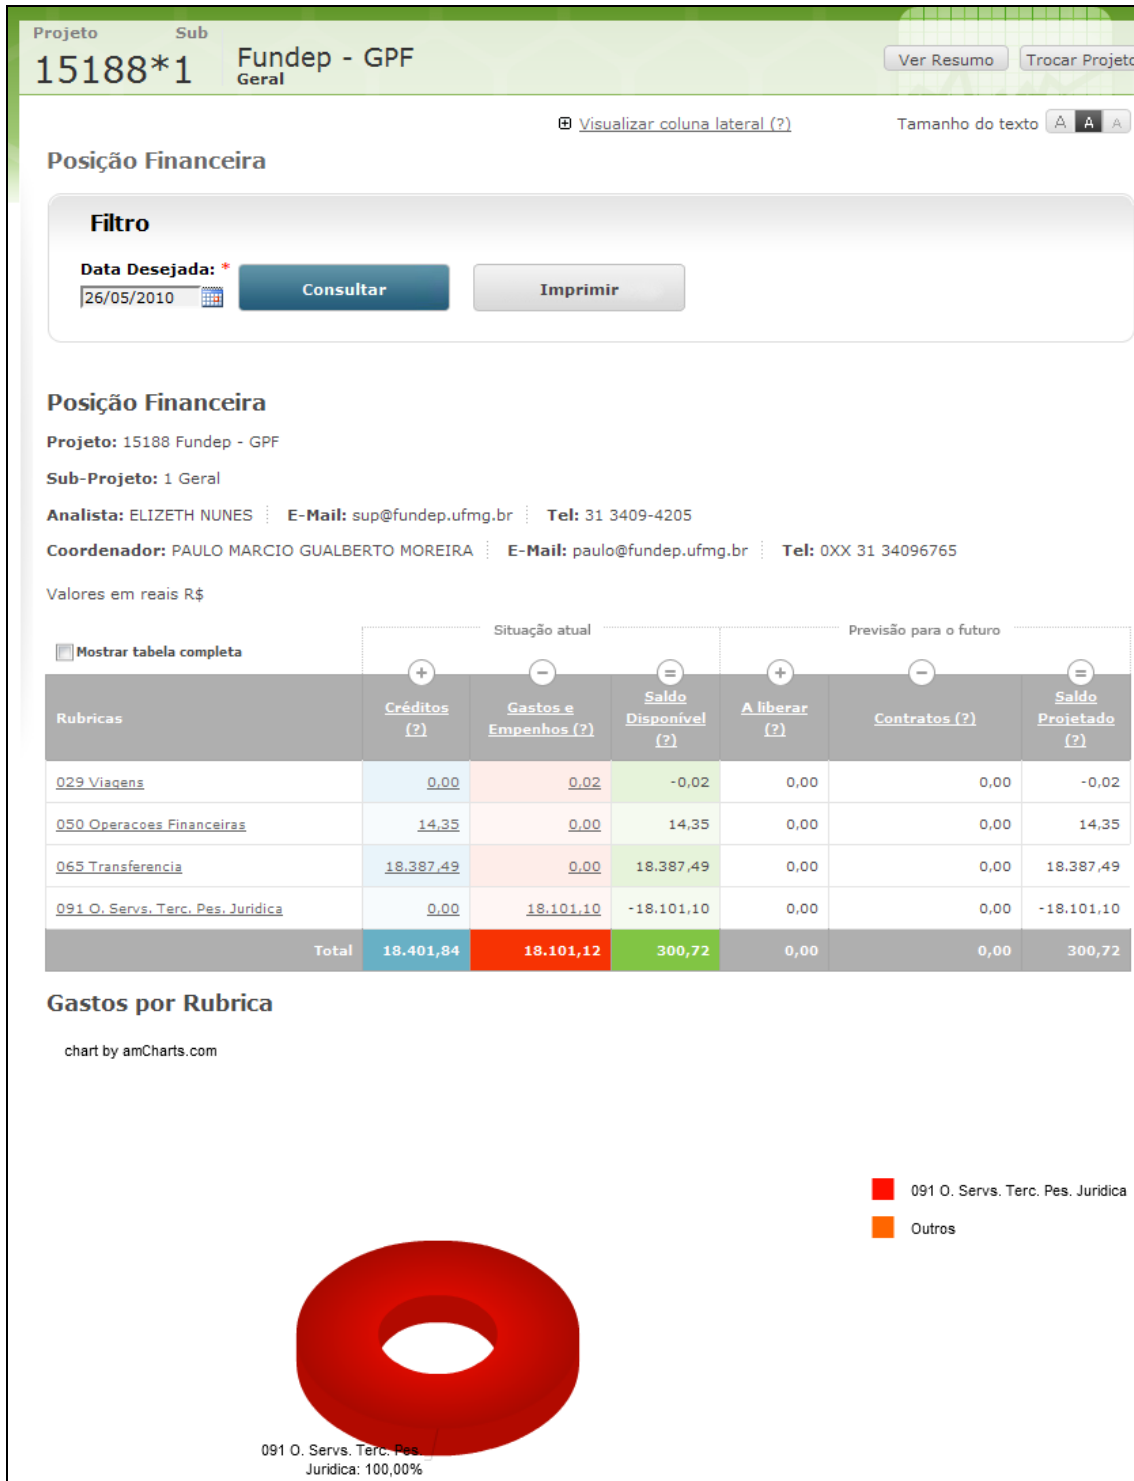 Projeto Sub
15188*1 Fundep - GPF
Geral
Ver Resumo Trocar Projeto
Visualizar coluna lateral (?) Tamanho do texto A A A
Posição Financeira
Filtro
Data Desejada: *
26/05/2010 Consultar Imprimir
Posição Financeira
Projeto: 15188 Fundep - GPF
Sub-Projeto: 1 Geral
Analista: ELIZETH NUNES E-Mail: sup@fundep.ufmg.br Tel: 31 3409-4205
Coordenador: PAULO MARCIO GUALBERTO MOREIRA E-Mail: paulo@fundep.ufmg.br Tel: 0XX 31 34096765
Valores em reais R$
Situação atual Previsão para o futuro
Mostrar tabela completa
+ − = + − =
Rubricas Créditos (?) Gastos e Empenhos (?) Saldo Disponível (?) A liberar (?) Contratos (?) Saldo Projetado (?)
029 Viagens 0,00 0,02 -0,02 0,00 0,00 -0,02
050 Operacoes Financeiras 14,35 0,00 14,35 0,00 0,00 14,35
065 Transferencia 18.387,49 0,00 18.387,49 0,00 0,00 18.387,49
091 O. Servs. Terc. Pes. Juridica 0,00 18.101,10 -18.101,10 0,00 0,00 -18.101,10
Total 18.401,84 18.101,12 300,72 0,00 0,00 300,72
Gastos por Rubrica
chart by amCharts.com
091 O. Servs. Terc. Pes. Juridica
Outros
091 O. Servs. Terc. Pes.
Juridica: 100,00%